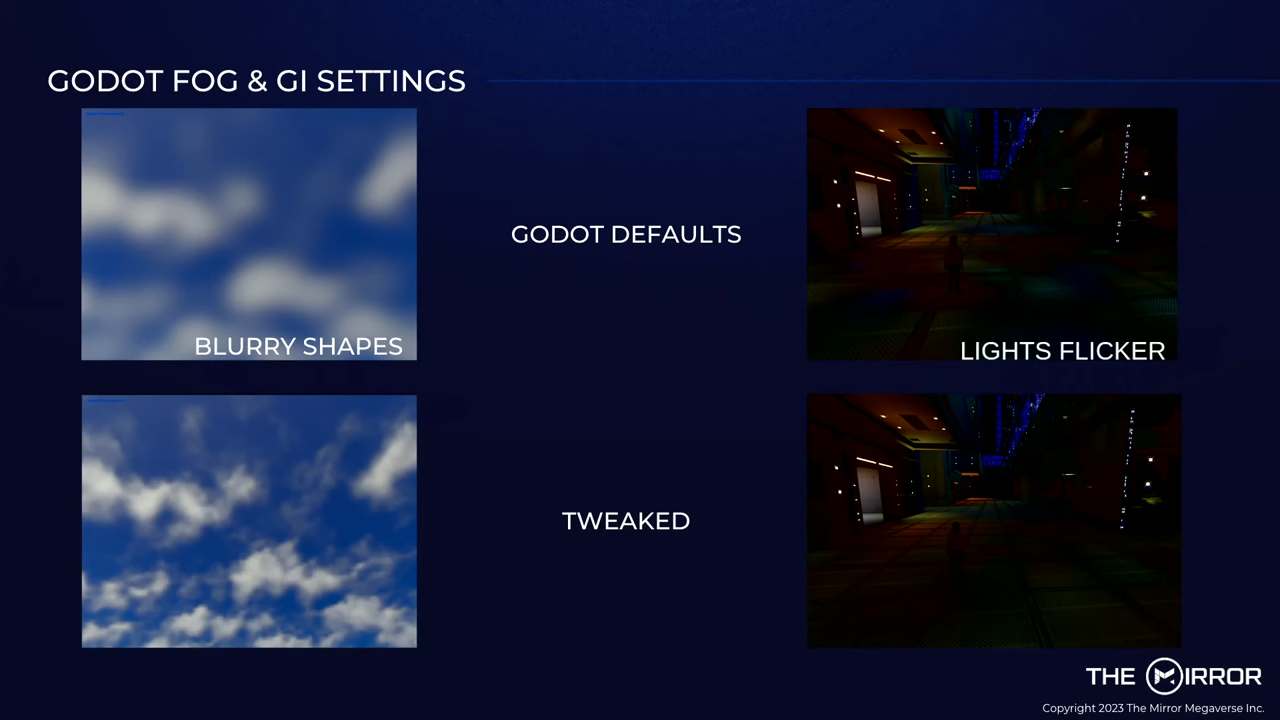 GODOT FOG & GI SETTINGS
GODOT DEFAULTS
BLURRY SHAPES
LIGHTS FLICKER
TWEAKED
THE MIRROR
Copyright 2023 The Mirror Megaverse Inc.